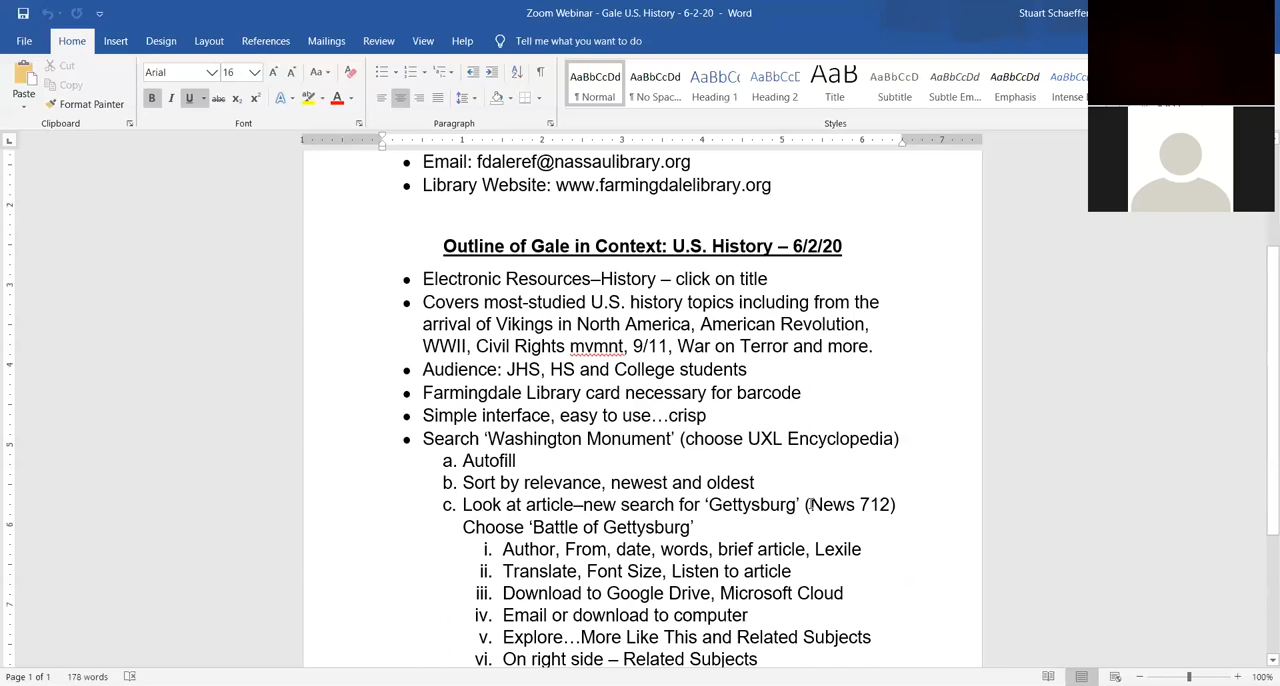 Zoom Webinar - Gale U.S. History - 6-2-20 - Word
Stuart Schaeffer
File Home Insert Design Layout References Mailings Review View Help Tell me what you want to do
Paste
Cut
Copy
Format Painter
Clipboard
Arial 16
Font
Paragraph
AaBbCcDd AaBbCcDd AaBbCc AaBbCcD AaB AaBbCcD AaBbCcDd AaBbCcDd
¶ Normal ¶ No Spac... Heading 1 Heading 2 Title Subtitle Subtle Em... Emphasis Intense
Styles
1 1 2 3 4 5 6 7
Email: fdaleref@nassaulibrary.org
Library Website: www.farmingdalelibrary.org
Outline of Gale in Context: U.S. History – 6/2/20
Electronic Resources–History – click on title
Covers most-studied U.S. history topics including from the
arrival of Vikings in North America, American Revolution,
WWII, Civil Rights mvmnt, 9/11, War on Terror and more.
Audience: JHS, HS and College students
Farmingdale Library card necessary for barcode
Simple interface, easy to use…crisp
Search ‘Washington Monument’ (choose UXL Encyclopedia)
a. Autofill
b. Sort by relevance, newest and oldest
c. Look at article–new search for ‘Gettysburg’ (News 712)
Choose ‘Battle of Gettysburg’
i. Author, From, date, words, brief article, Lexile
ii. Translate, Font Size, Listen to article
iii. Download to Google Drive, Microsoft Cloud
iv. Email or download to computer
v. Explore…More Like This and Related Subjects
vi. On right side – Related Subjects
Page 1 of 1 178 words
100%